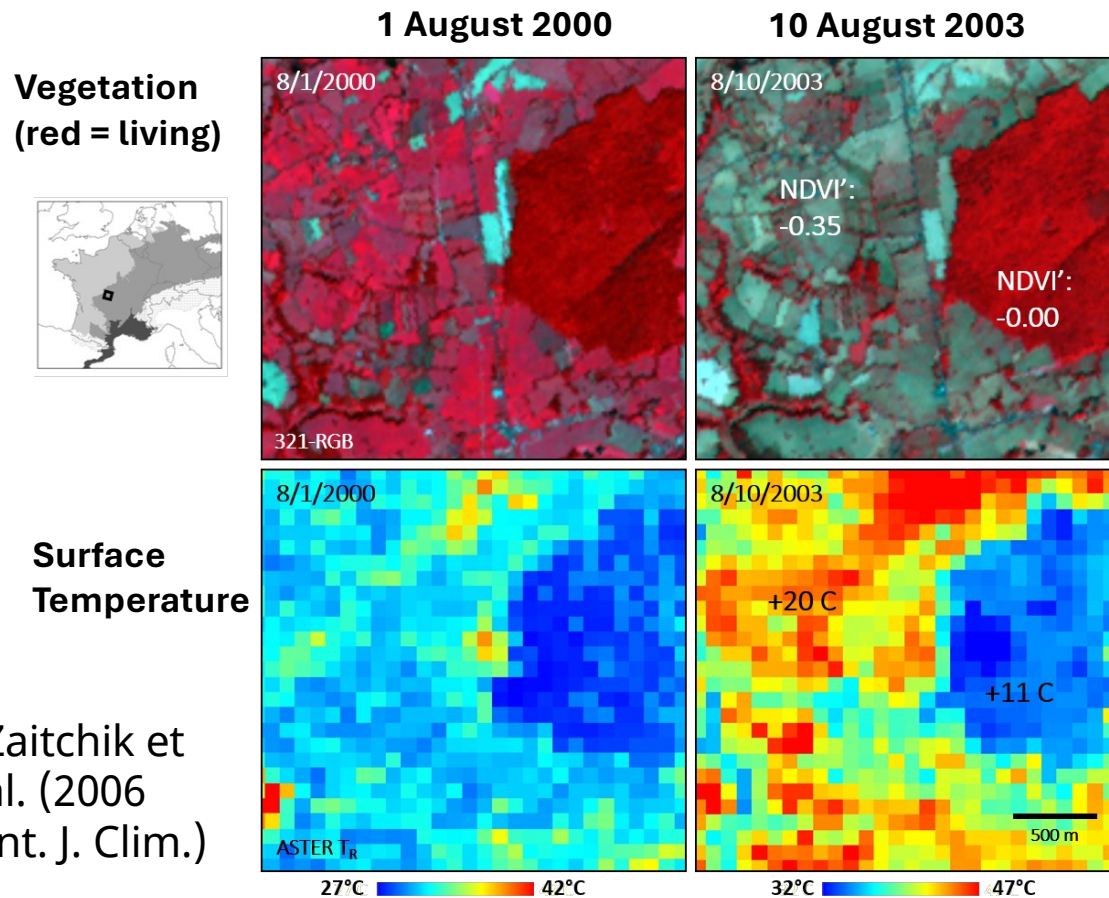 1 August 2000
10 August 2003
Vegetation
(red = living)
8/1/2000
8/10/2003
NDVI’:
-0.35
NDVI’:
-0.00
321-RGB
Surface
Temperature
8/1/2000
8/10/2003
+20 C
+11 C
Zaitchik et
al. (2006
nt. J. Clim.)
ASTER TR
500 m
27°C
42°C
32°C
47°C